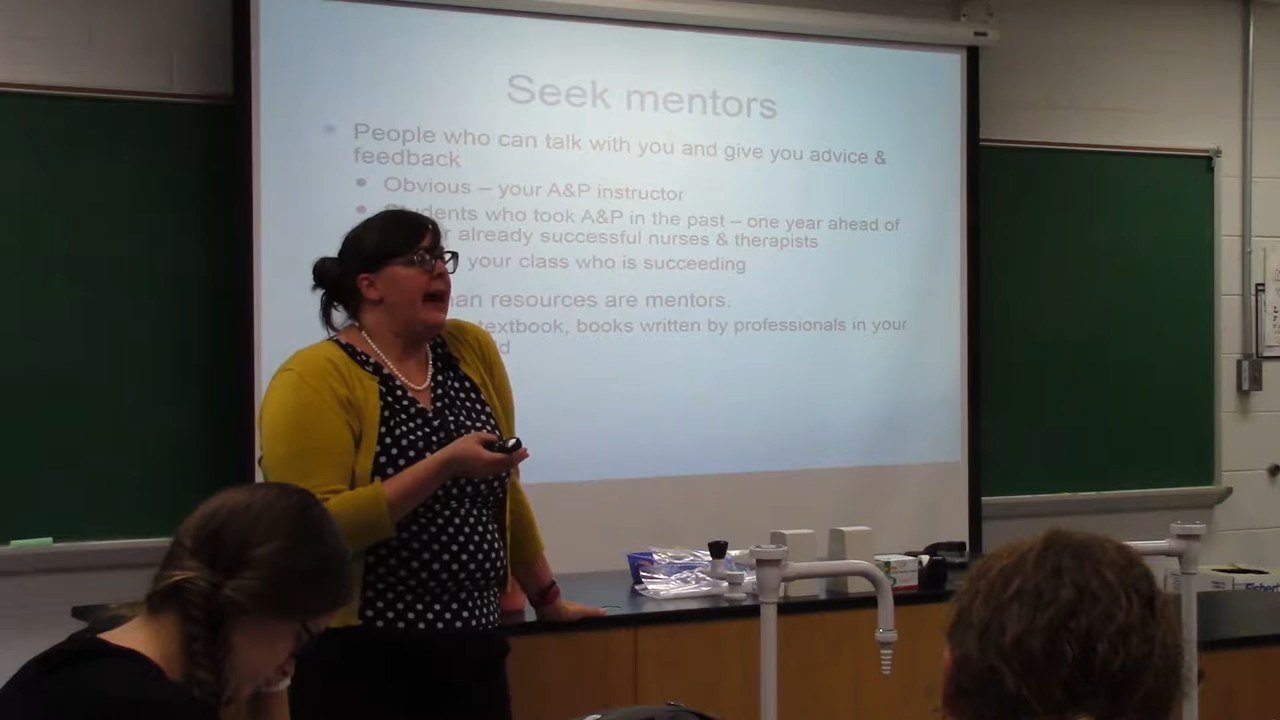 Seek mentors
People who can talk with you and give you advice &
feedback
Obvious – your A&P instructor
Students who took A&P in the past – one year ahead of
already successful nurses & therapists
your class who is succeeding
resources are mentors.
textbook, books written by professionals in your